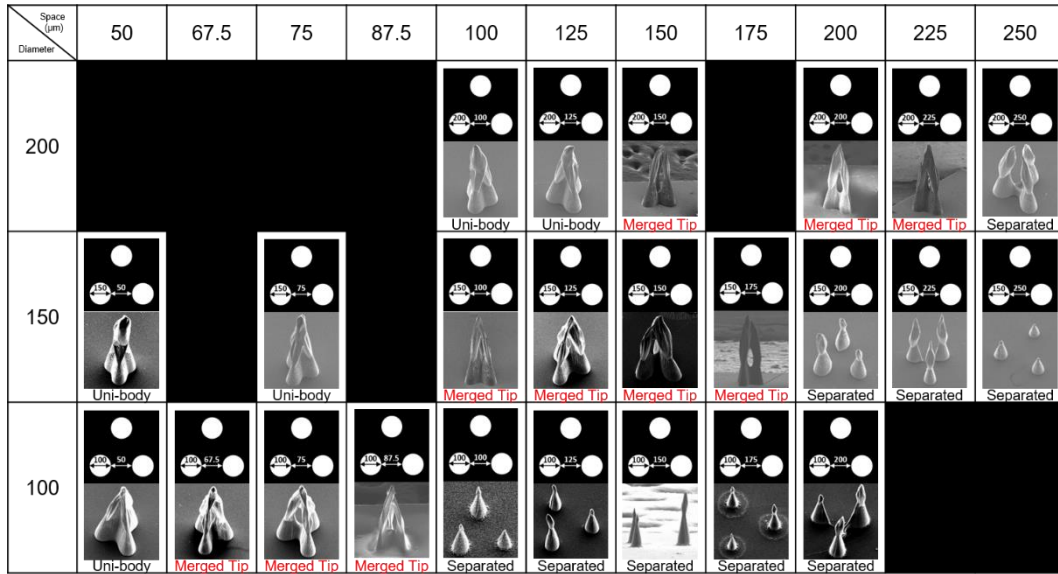 Space
(μm)
Diameter
50 67.5 75 87.5 100 125 150 175 200 225 250
200
200 100 200 125 200 150 200 200 200 225 200 250
Uni-body Uni-body Merged Tip Merged Tip Merged Tip Separated
150
150 50 150 75 150 100 150 125 150 150 150 175 150 200 150 225 150 250
Uni-body Uni-body Merged Tip Merged Tip Merged Tip Merged Tip Separated Separated Separated
100
100 50 100 67.5 100 75 100 87.5 100 100 100 125 100 150 100 175 100 200
Uni-body Merged Tip Merged Tip Merged Tip Separated Separated Separated Separated Separated